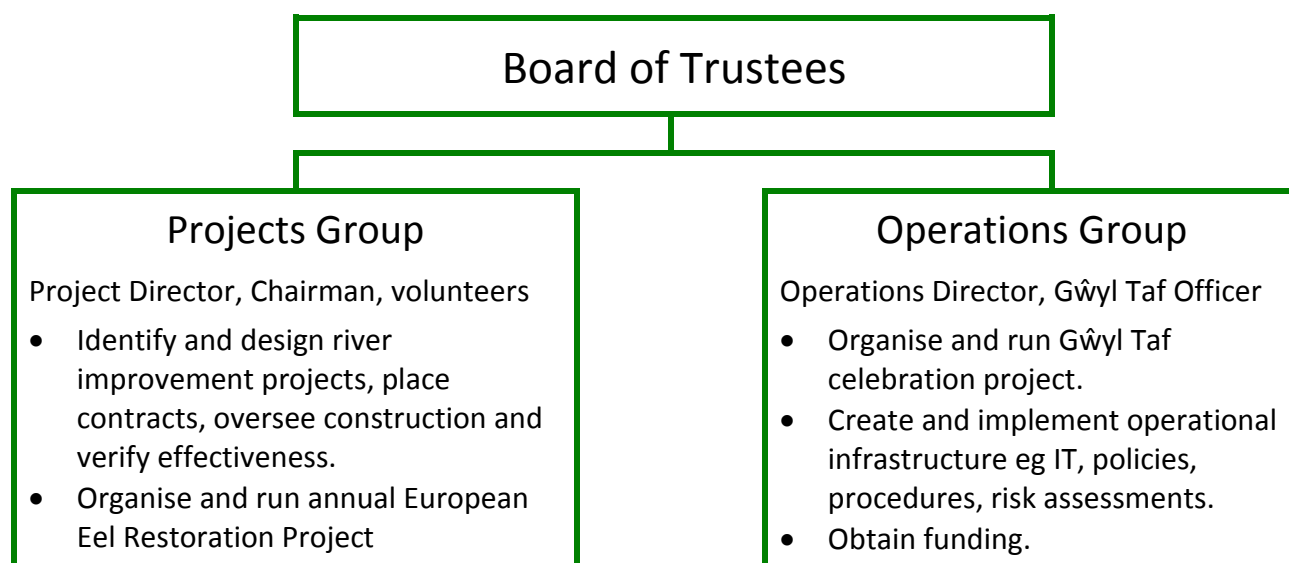 Board of Trustees
Projects Group
Project Director, Chairman, volunteers
• Identify and design river
improvement projects, place
contracts, oversee construction and
verify effectiveness.
• Organise and run annual European
Eel Restoration Project
Operations Group
Operations Director, Gŵyl Taf Officer
• Organise and run Gŵyl Taf
celebration project.
• Create and implement operational
infrastructure eg IT, policies,
procedures, risk assessments.
• Obtain funding.